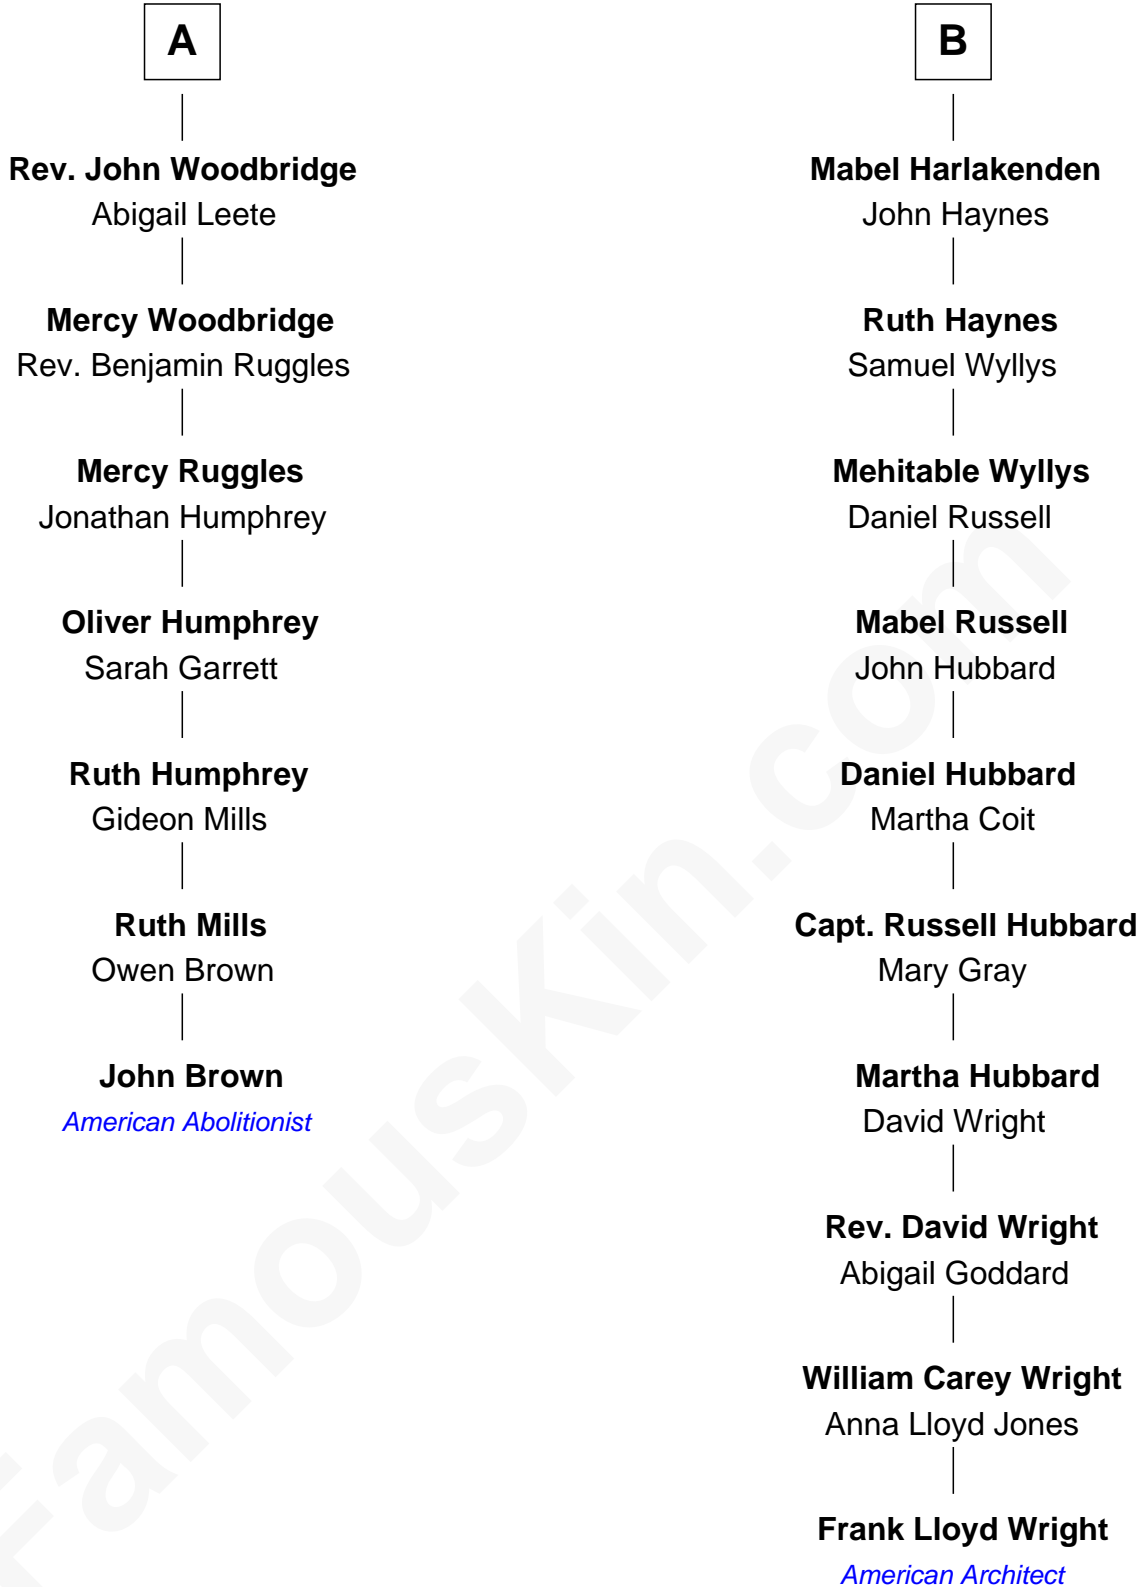 A
Rev. John Woodbridge
Abigail Leete
Mercy Woodbridge
Rev. Benjamin Ruggles
Mercy Ruggles
Jonathan Humphrey
Oliver Humphrey
Sarah Garrett
Ruth Humphrey
Gideon Mills
Ruth Mills
Owen Brown
John Brown
American Abolitionist
B
Mabel Harlakenden
John Haynes
Ruth Haynes
Samuel Wyllys
Mehitable Wyllys
Daniel Russell
Mabel Russell
John Hubbard
Daniel Hubbard
Martha Coit
Capt. Russell Hubbard
Mary Gray
Martha Hubbard
David Wright
Rev. David Wright
Abigail Goddard
William Carey Wright
Anna Lloyd Jones
Frank Lloyd Wright
American Architect
FamousKin.com